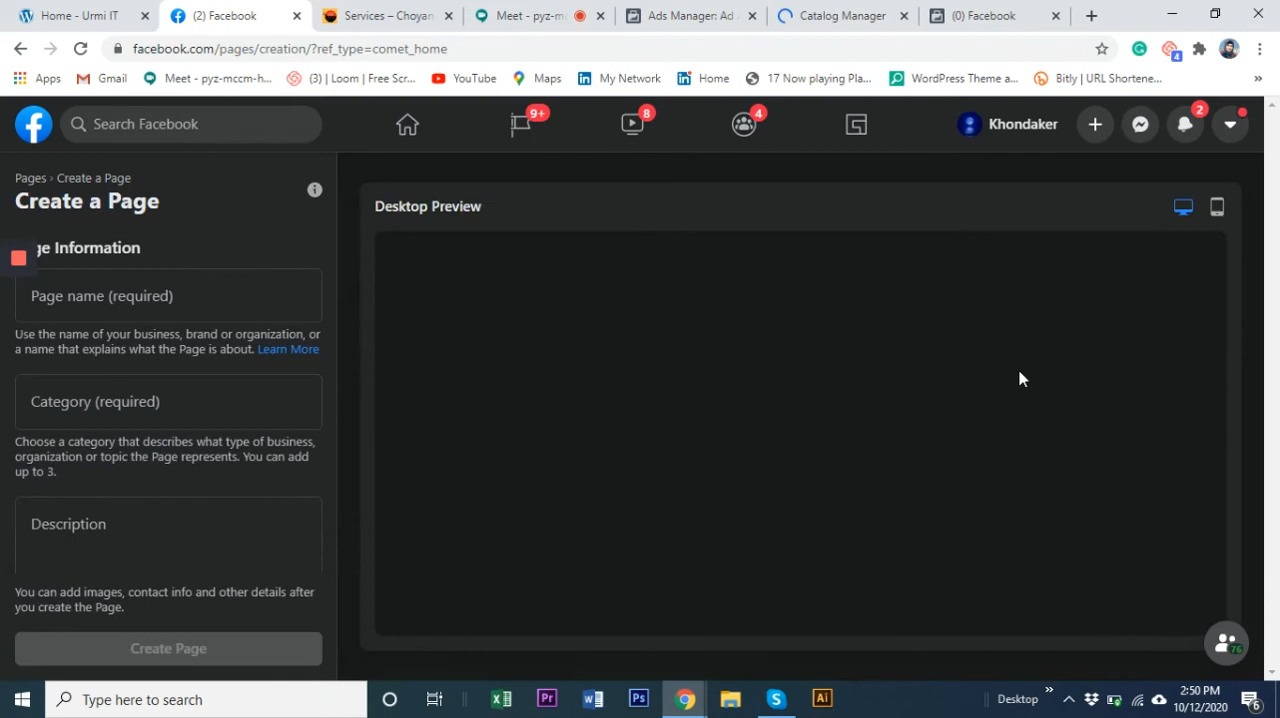 Home - Urmi IT
(2) Facebook
Services – Choyan
Meet - pyz-mc
Ads Manager: Ad
Catalog Manager
(0) Facebook
facebook.com/pages/creation/?ref_type=comet_home
4
Apps
Gmail
Meet - pyz-mccm-h...
(3) | Loom | Free Scr...
YouTube
Maps
My Network
Home
17 Now playing Pla...
WordPress Theme a...
Bitly | URL Shortene...
»
Search Facebook
9+
8
4
Khondaker
2
Pages › Create a Page
Create a Page
ge Information
Page name (required)
Use the name of your business, brand or organization, or
a name that explains what the Page is about. Learn More
Category (required)
Choose a category that describes what type of business,
organization or topic the Page represents. You can add
up to 3.
Description
You can add images, contact info and other details after
you create the Page.
Create Page
Desktop Preview
76
Type here to search
Pr
Ps
Ai
Desktop
»
2:50 PM
10/12/2020
6